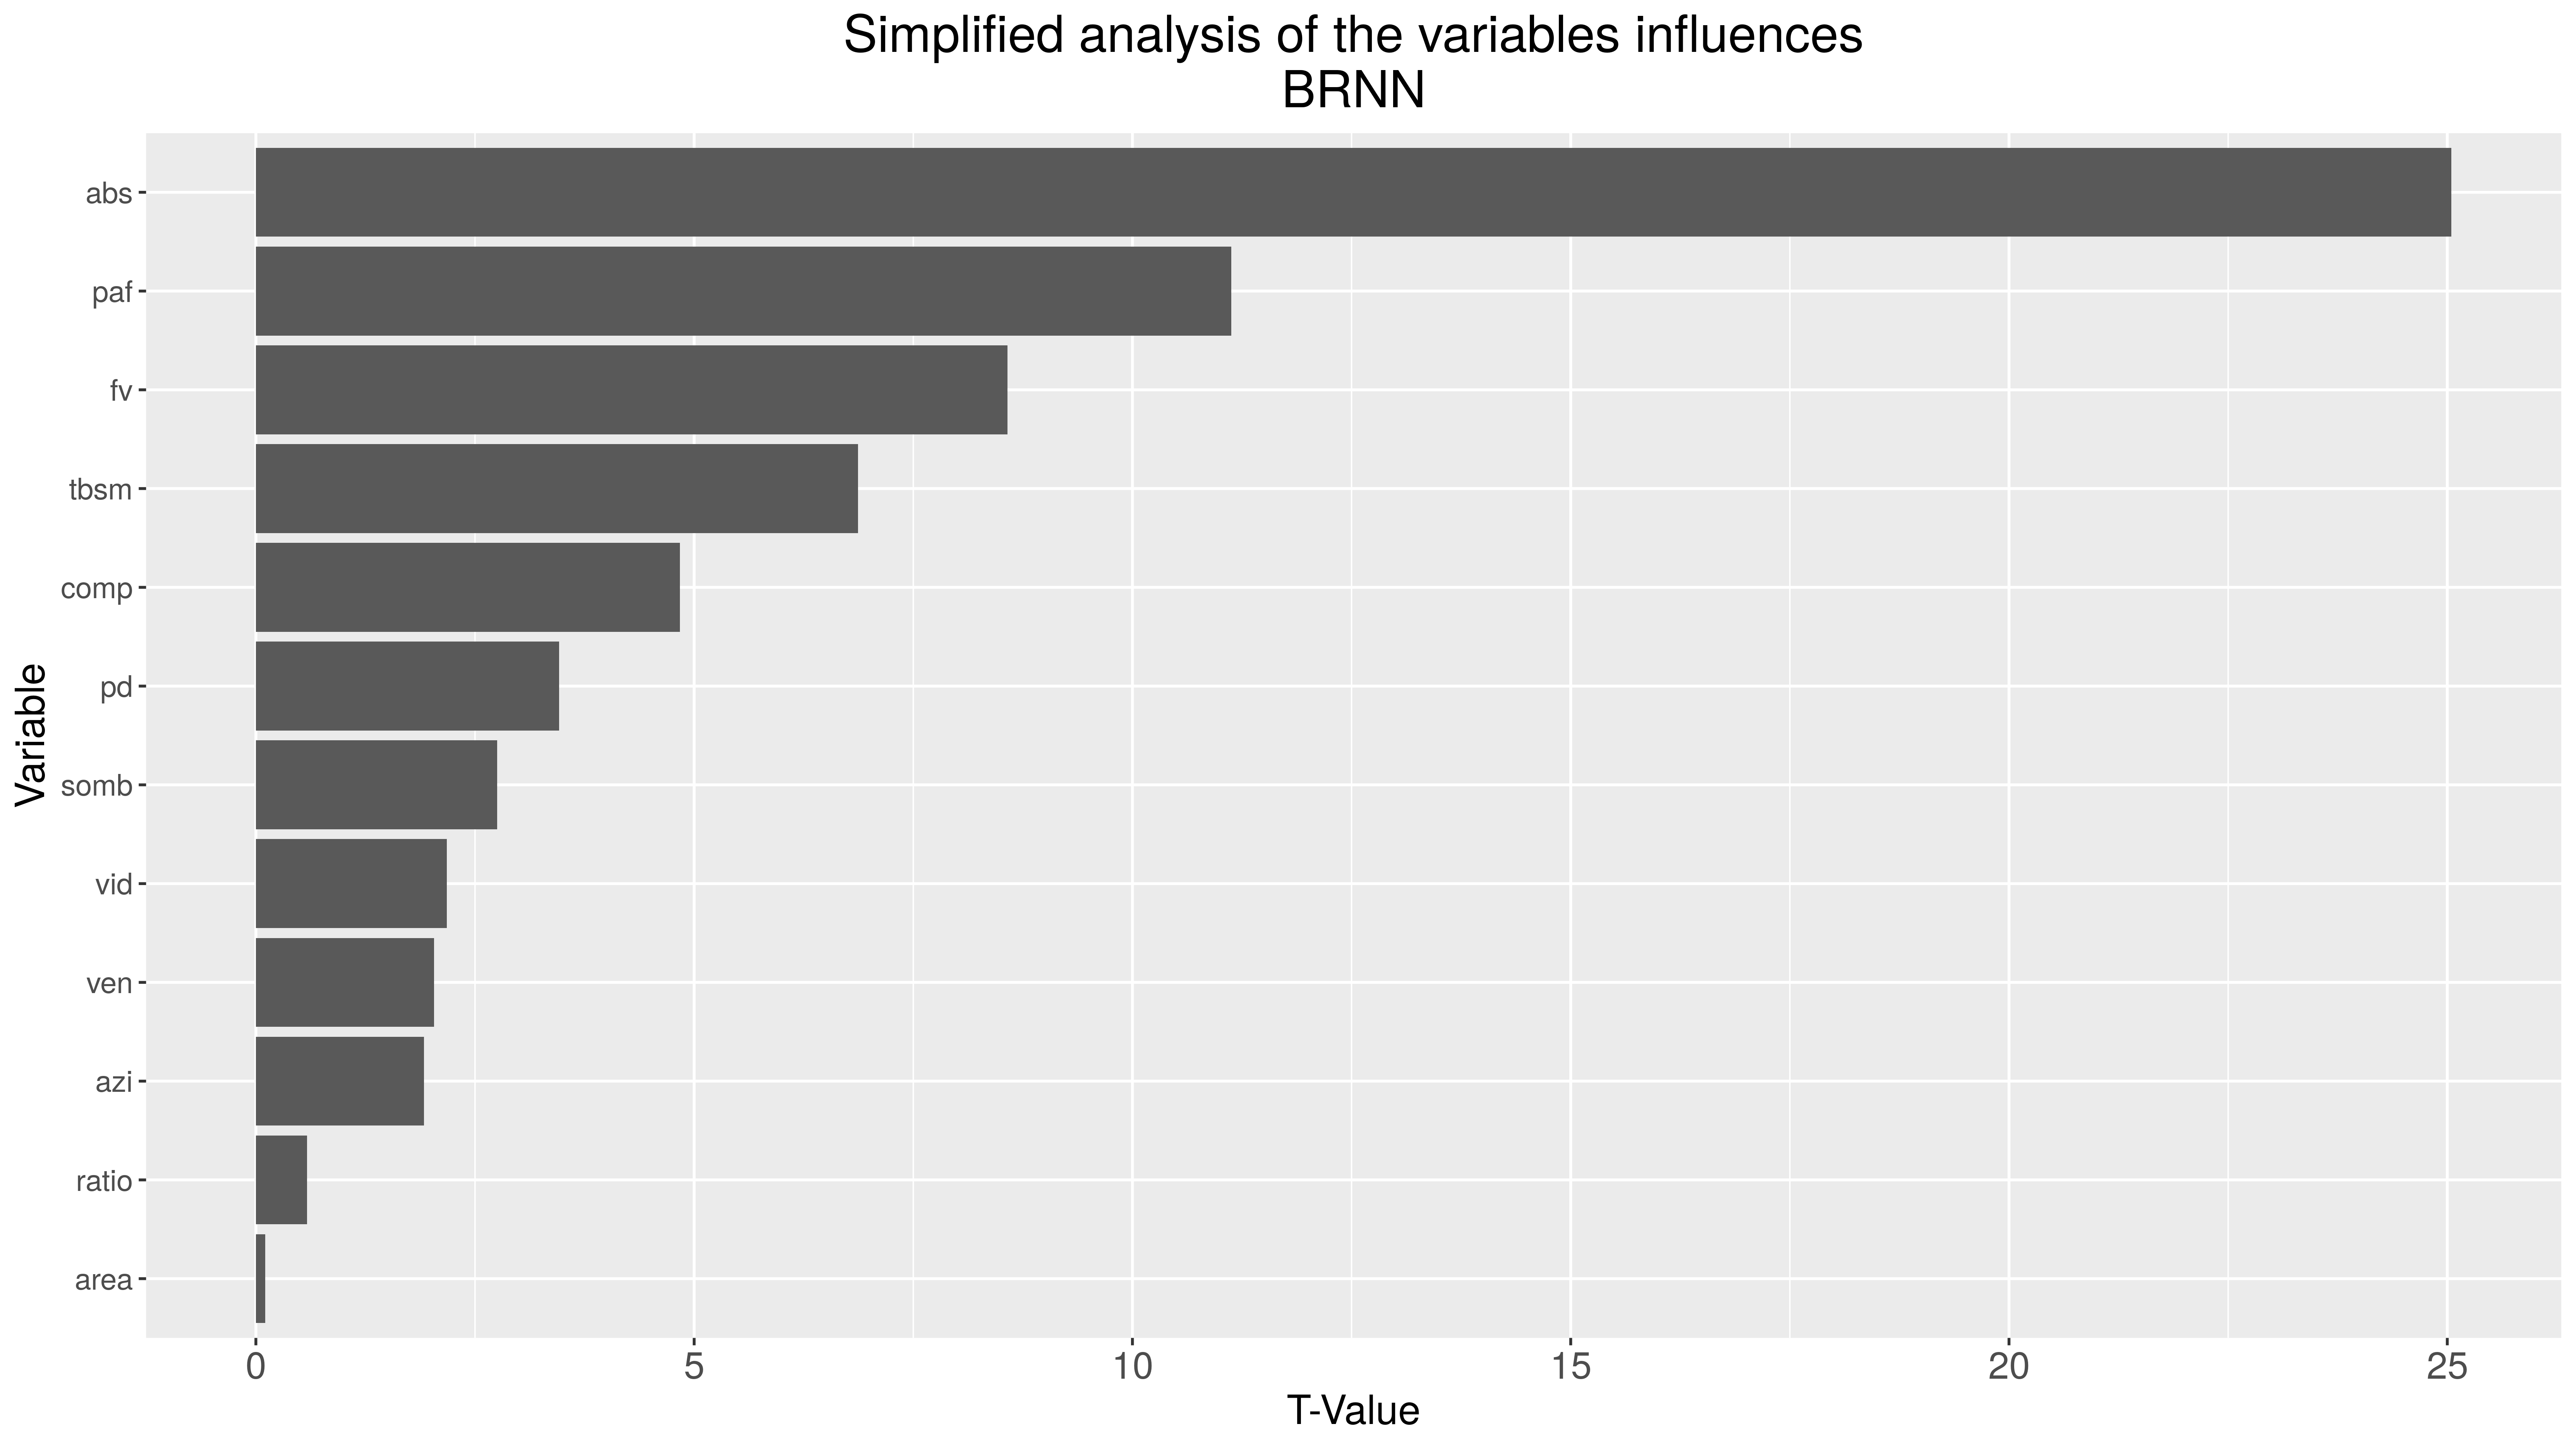 Simplified analysis of the variables influences
BRNN
Variable
abs
paf
fv
tbsm
comp
pd
somb
vid
ven
azi
ratio
area
0 5 10 15 20 25
T-Value